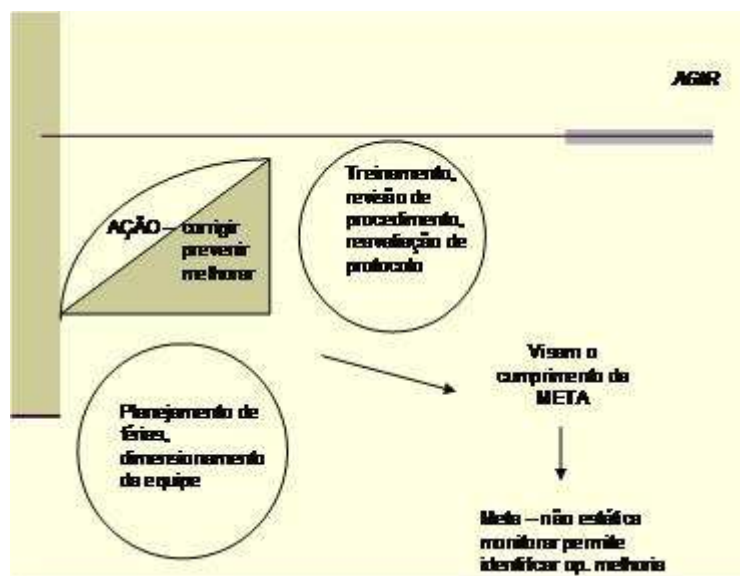 AGIR
AÇÃO – corrigir
prevenir
melhorar
Treinamento,
revisão de
procedimento,
reavaliação de
protocolo
Planejamento de
férias,
dimensionamento
da equipe
Visam o
cumprimento da
META
Meta – não estática
monitorar permite
identificar op. melhoria